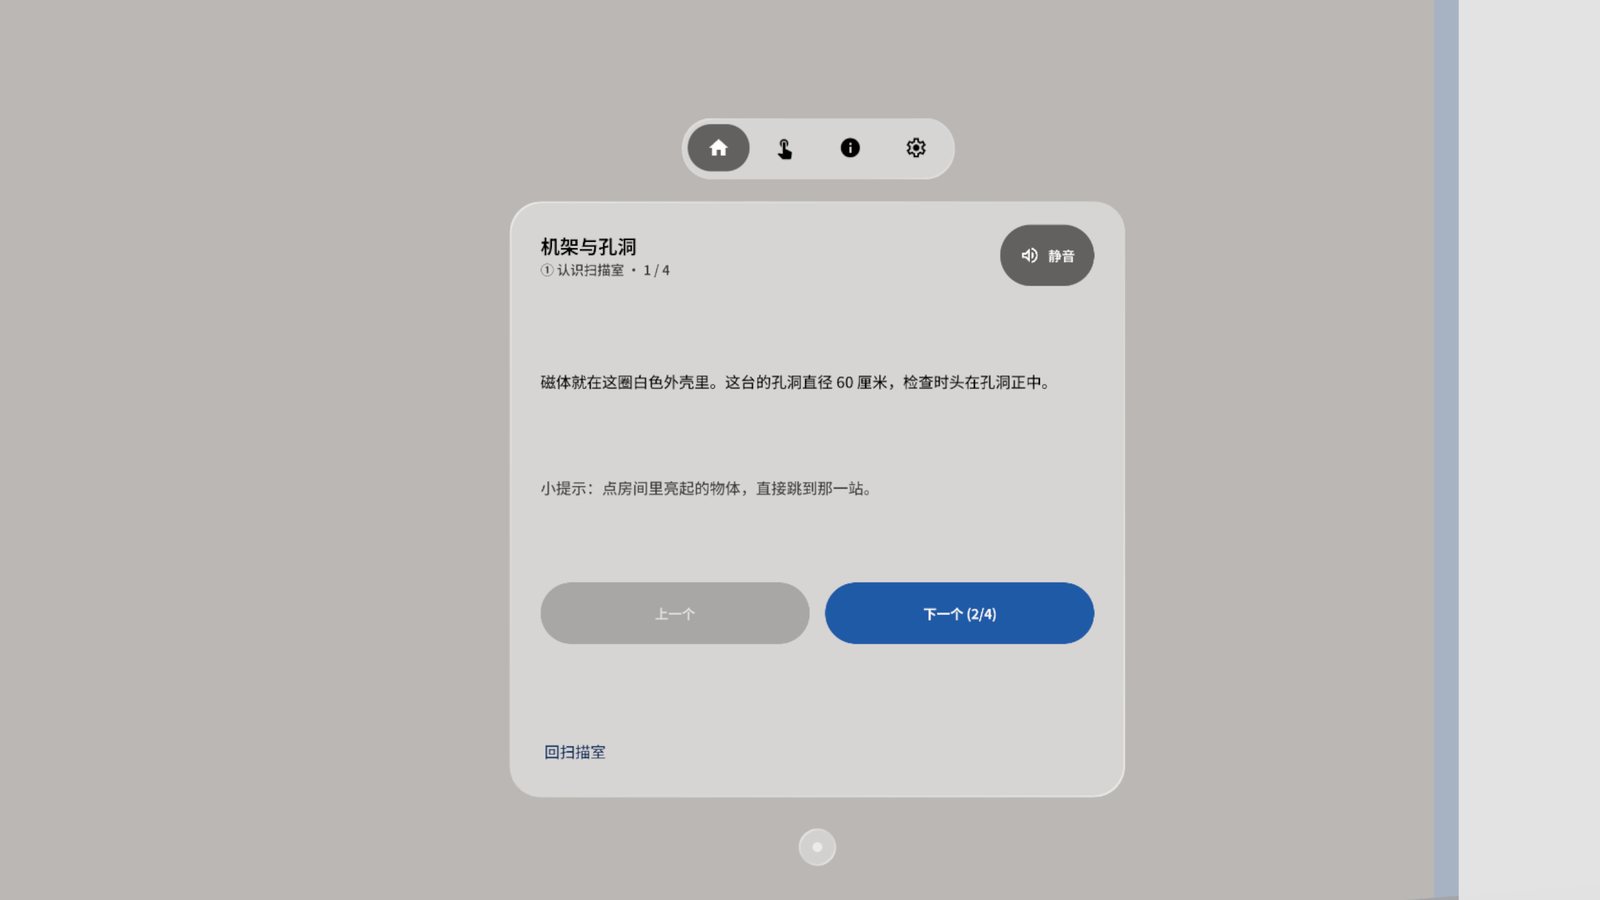 机架与孔洞
① 认识扫描室 · 1 / 4
静音
磁体就在这圈白色外壳里。这台的孔洞直径 60 厘米，检查时头在孔洞正中。
小提示：点房间里亮起的物体，直接跳到那一站。
上一个
下一个 (2/4)
回扫描室